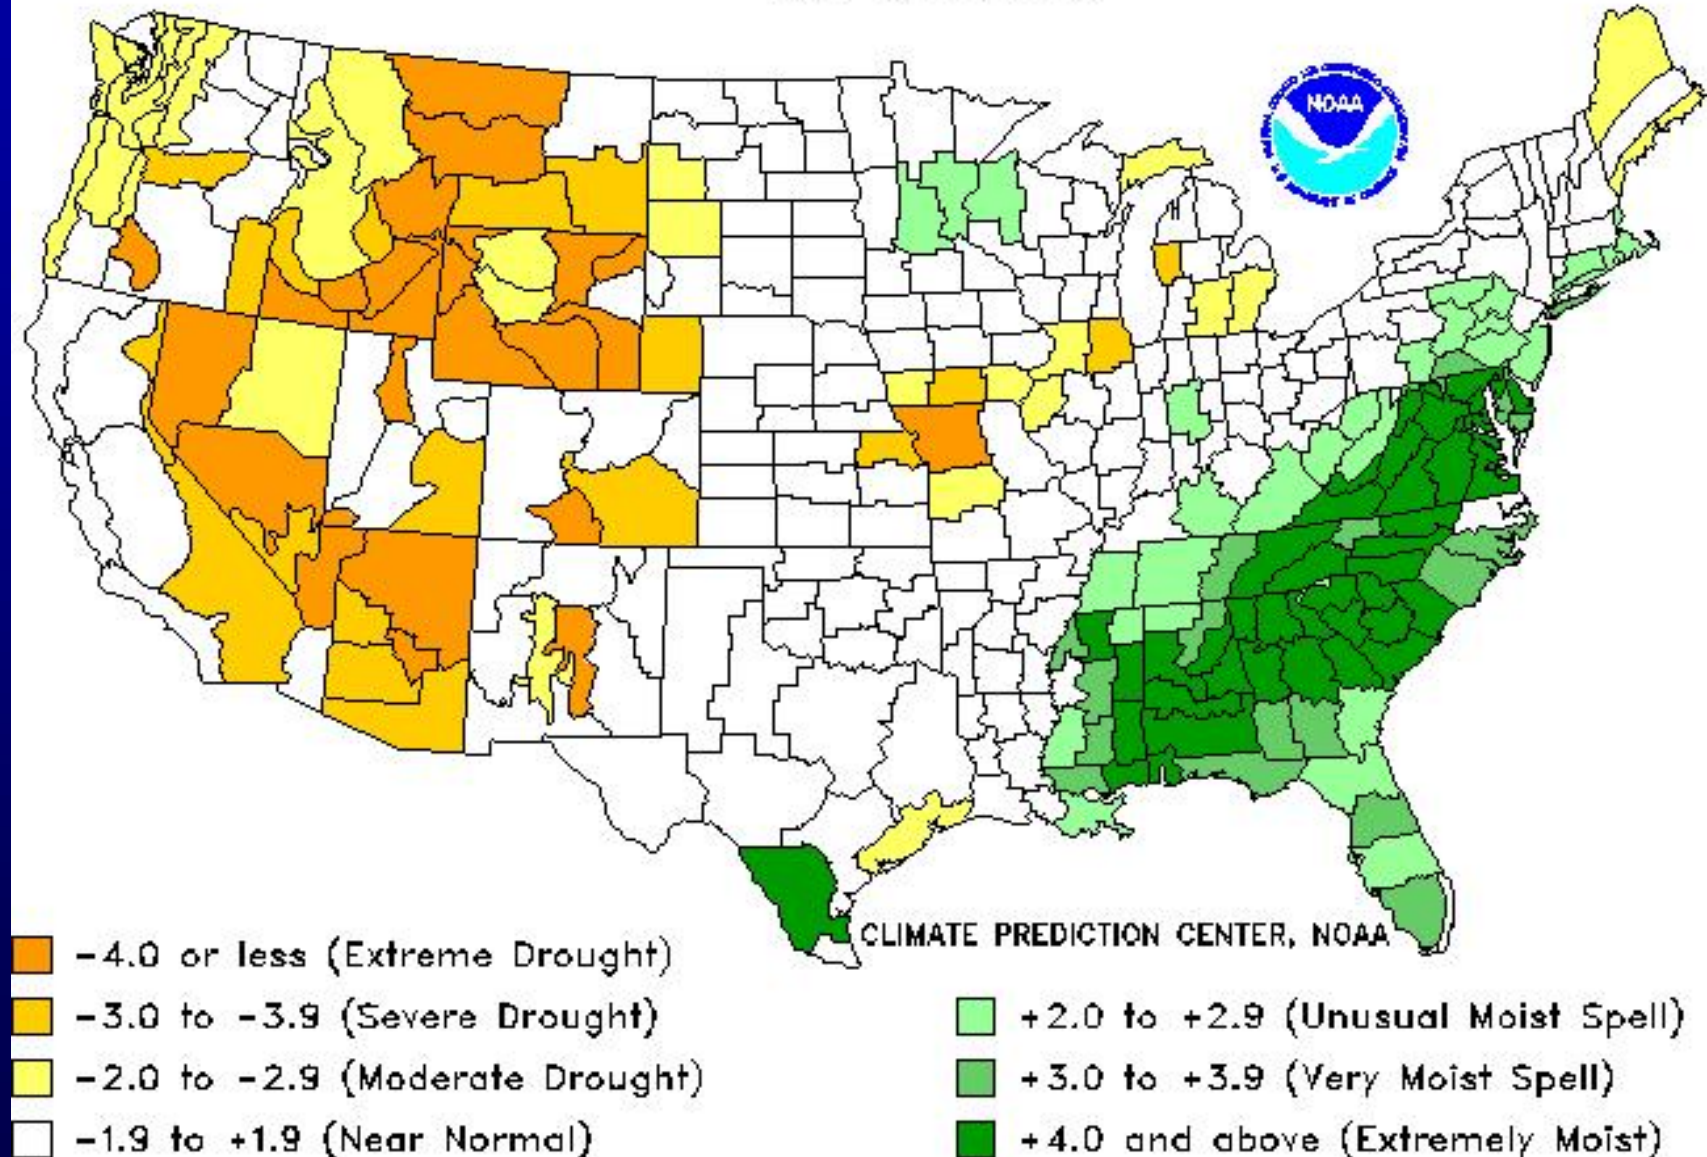 NOAA
CLIMATE PREDICTION CENTER, NOAA
-4.0 or less (Extreme Drought)
-3.0 to -3.9 (Severe Drought)
-2.0 to -2.9 (Moderate Drought)
-1.9 to +1.9 (Near Normal)
+2.0 to +2.9 (Unusual Moist Spell)
+3.0 to +3.9 (Very Moist Spell)
+4.0 and above (Extremely Moist)